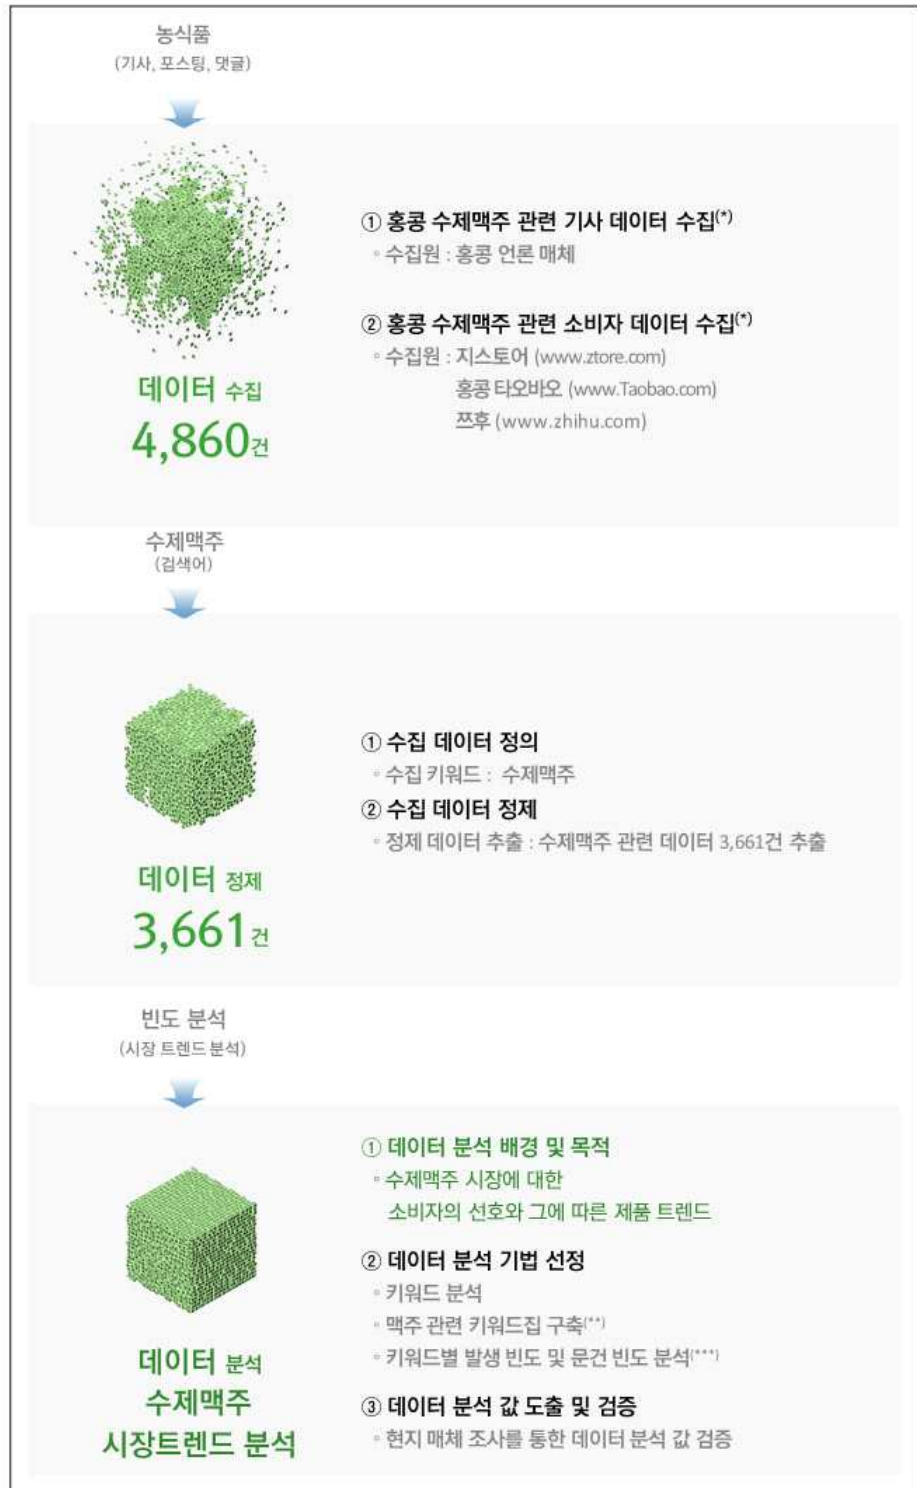 농식품
(기사, 포스팅, 댓글)
① 홍콩 수제맥주 관련 기사 데이터 수집(*)
◦ 수집원 : 홍콩 언론 매체
② 홍콩 수제맥주 관련 소비자 데이터 수집(*)
◦ 수집원 : 지스토어 (www.ztore.com)
홍콩 타오바오 (www.Taobao.com)
쯔후 (www.zhihu.com)
데이터 수집
4,860건
수제맥주
(검색어)
① 수집 데이터 정의
◦ 수집 키워드 : 수제맥주
② 수집 데이터 정제
◦ 정제 데이터 추출 : 수제맥주 관련 데이터 3,661건 추출
데이터 정제
3,661건
빈도 분석
(시장 트렌드 분석)
① 데이터 분석 배경 및 목적
◦ 수제맥주 시장에 대한
소비자의 선호와 그에 따른 제품 트렌드
② 데이터 분석 기법 선정
◦ 키워드 분석
◦ 맥주 관련 키워드집 구축(**)
◦ 키워드별 발생 빈도 및 문건 빈도 분석(***)
③ 데이터 분석 값 도출 및 검증
◦ 현지 매체 조사를 통한 데이터 분석 값 검증
데이터 분석
수제맥주
시장트렌드 분석